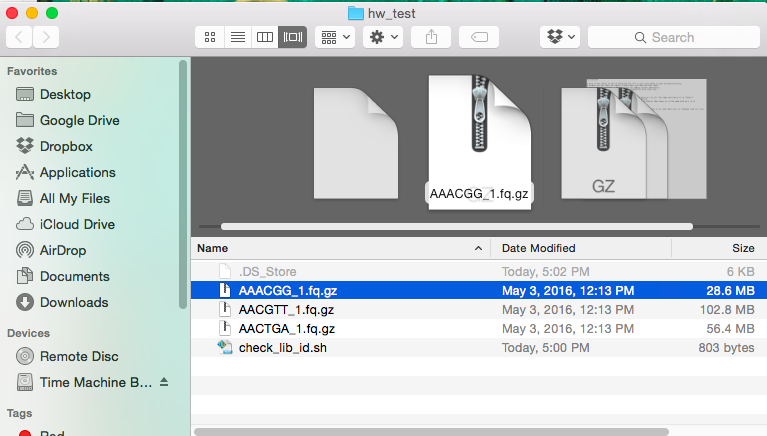 hw_test
Search
Favorites
Desktop
Google Drive
Dropbox
Applications
All My Files
iCloud Drive
AirDrop
Documents
Downloads
Devices
Remote Disc
Time Machine B...
Tags
Red
AAACGG_1.fq.gz
GZ
Name Date Modified Size
.DS_Store Today, 5:02 PM 6 KB
AAACGG_1.fq.gz May 3, 2016, 12:13 PM 28.6 MB
AACGTT_1.fq.gz May 3, 2016, 12:13 PM 102.8 MB
AACTGA_1.fq.gz May 3, 2016, 12:13 PM 56.4 MB
check_lib_id.sh Today, 5:00 PM 803 bytes